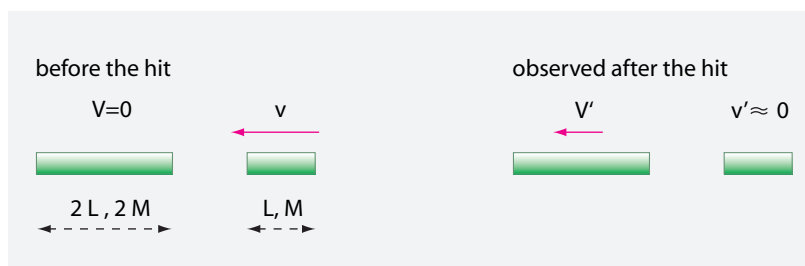 before the hit
V=0
v
2 L , 2 M
L, M
observed after the hit
V‘
v’≈ 0